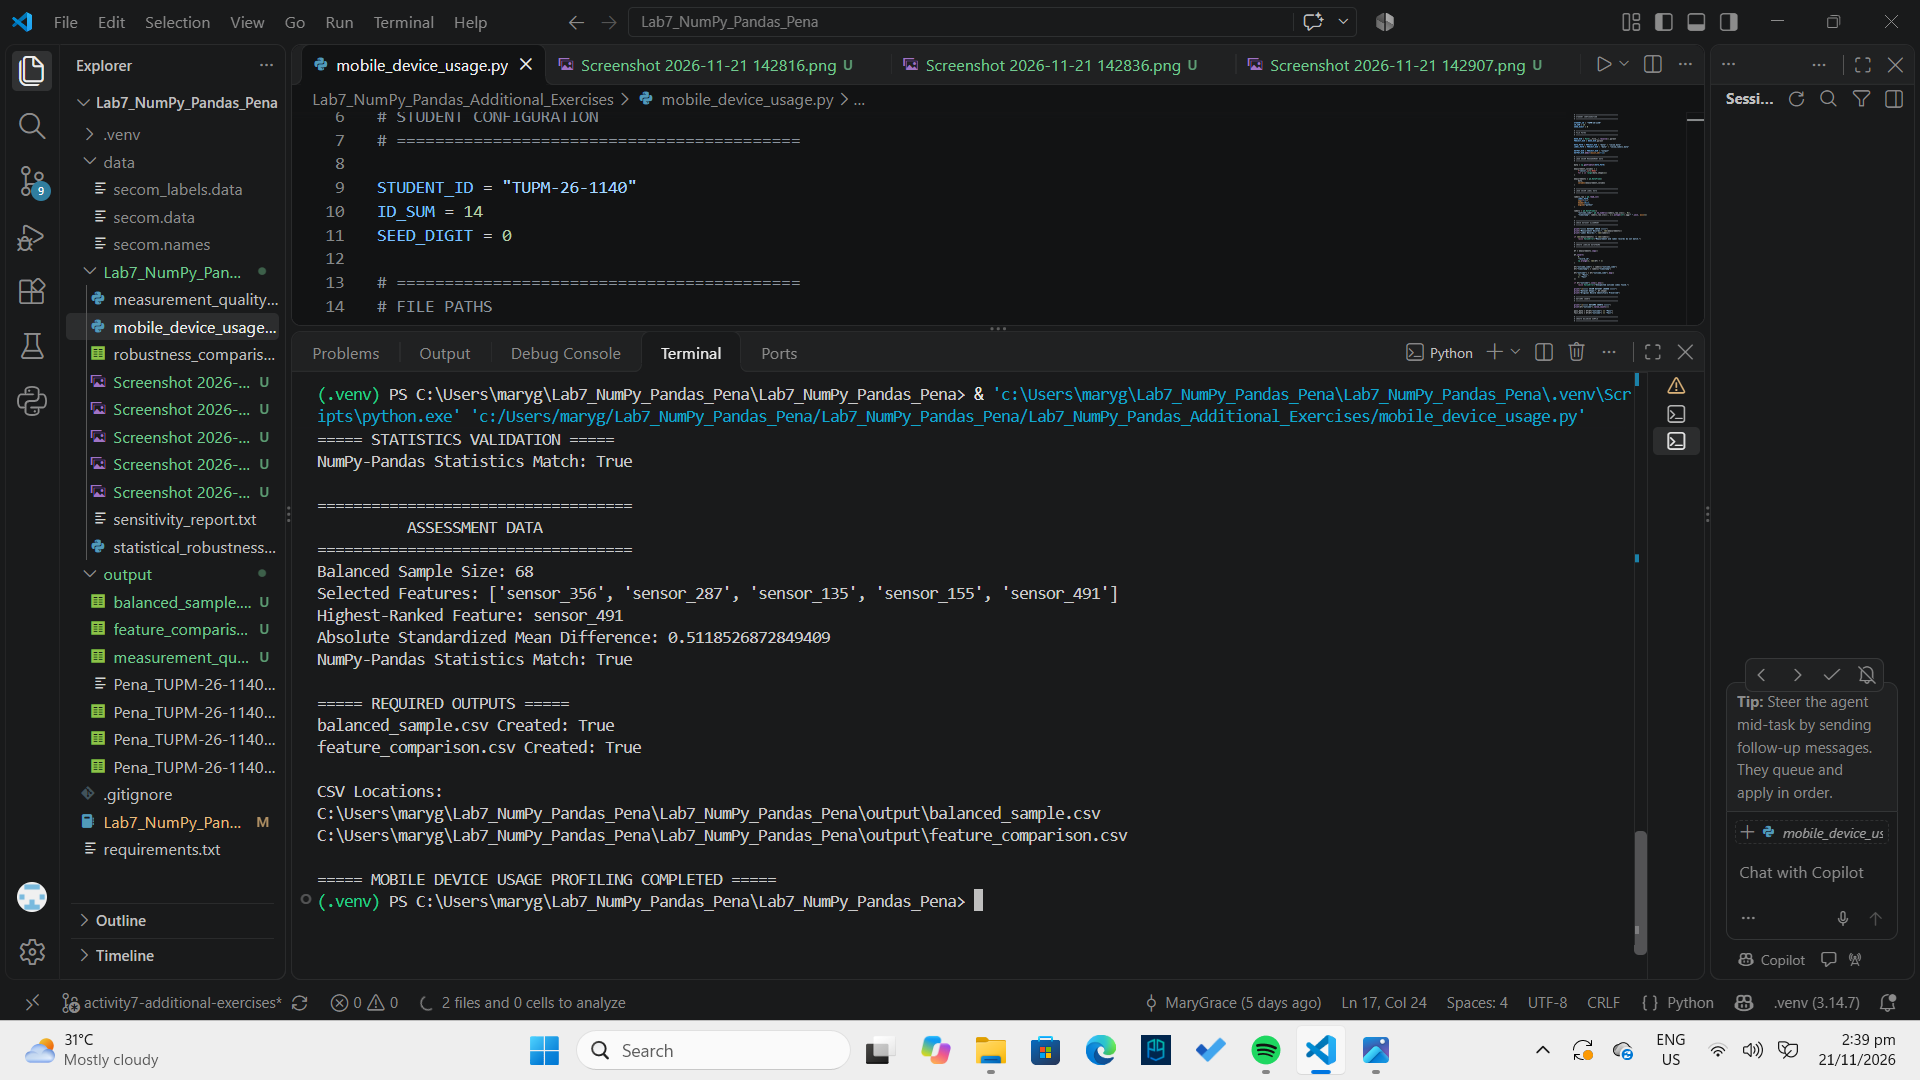 File Edit Selection View Go Run Terminal Help
Lab7_NumPy_Pandas_Pena
Explorer
Lab7_NumPy_Pandas_Pena
.venv
data
secom_labels.data
secom.data
secom.names
Lab7_NumPy_Pan...
measurement_quality...
mobile_device_usage...
robustness_comparis...
Screenshot 2026-... U
Screenshot 2026-... U
Screenshot 2026-... U
Screenshot 2026-... U
Screenshot 2026-... U
sensitivity_report.txt
statistical_robustness...
output
balanced_sample.... U
feature_comparis... U
measurement_qu... U
Pena_TUPM-26-1140...
Pena_TUPM-26-1140...
Pena_TUPM-26-1140...
Pena_TUPM-26-1140...
.gitignore
Lab7_NumPy_Pan... M
requirements.txt
Outline
Timeline
9
mobile_device_usage.py
Screenshot 2026-11-21 142816.png U
Screenshot 2026-11-21 142836.png U
Screenshot 2026-11-21 142907.png U
Lab7_NumPy_Pandas_Additional_Exercises > mobile_device_usage.py > ...
6 # STUDENT CONFIGURATION
7 # =============================================
8
9 STUDENT_ID = "TUPM-26-1140"
10 ID_SUM = 14
11 SEED_DIGIT = 0
12
13 # =============================================
14 # FILE PATHS
Problems Output Debug Console Terminal Ports
Python
(.venv) PS C:\Users\maryg\Lab7_NumPy_Pandas_Pena\Lab7_NumPy_Pandas_Pena> & 'c:\Users\maryg\Lab7_NumPy_Pandas_Pena\Lab7_NumPy_Pandas_Pena\.venv\Scr
ipts\python.exe' 'c:/Users/maryg/Lab7_NumPy_Pandas_Pena/Lab7_NumPy_Pandas_Pena/Lab7_NumPy_Pandas_Additional_Exercises/mobile_device_usage.py'
===== STATISTICS VALIDATION =====
NumPy-Pandas Statistics Match: True
===================================
ASSESSMENT DATA
===================================
Balanced Sample Size: 68
Selected Features: ['sensor_356', 'sensor_287', 'sensor_135', 'sensor_155', 'sensor_491']
Highest-Ranked Feature: sensor_491
Absolute Standardized Mean Difference: 0.5118526872849409
NumPy-Pandas Statistics Match: True
===== REQUIRED OUTPUTS =====
balanced_sample.csv Created: True
feature_comparison.csv Created: True
CSV Locations:
C:\Users\maryg\Lab7_NumPy_Pandas_Pena\Lab7_NumPy_Pandas_Pena\output\balanced_sample.csv
C:\Users\maryg\Lab7_NumPy_Pandas_Pena\Lab7_NumPy_Pandas_Pena\output\feature_comparison.csv
===== MOBILE DEVICE USAGE PROFILING COMPLETED =====
(.venv) PS C:\Users\maryg\Lab7_NumPy_Pandas_Pena\Lab7_NumPy_Pandas_Pena>
Sessi...
Tip: Steer the agent
mid-task by sending
follow-up messages.
They queue and
apply in order.
mobile_device_us
Chat with Copilot
Copilot
activity7-additional-exercises* 0 0 2 files and 0 cells to analyze MaryGrace (5 days ago) Ln 17, Col 24 Spaces: 4 UTF-8 CRLF { } Python .venv (3.14.7)
31°C
Mostly cloudy
Search
ENG
US
2:39 pm
21/11/2026